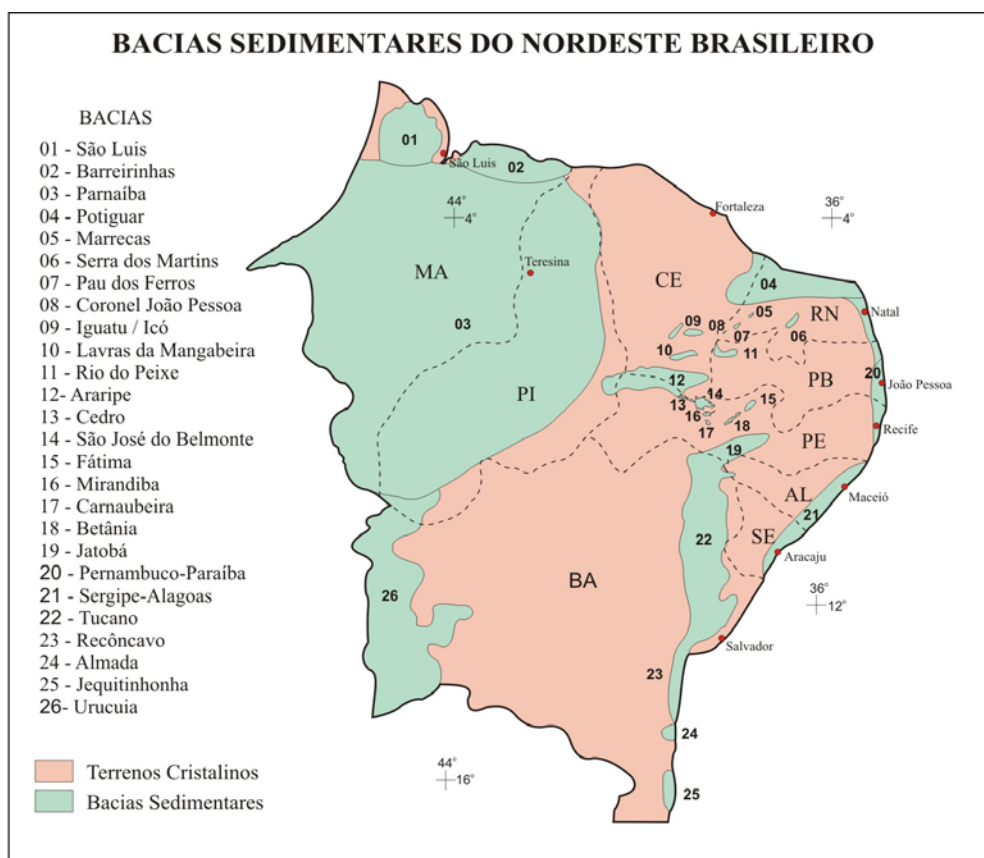 BACIAS SEDIMENTARES DO NORDESTE BRASILEIRO
BACIAS
01 - São Luis
02 - Barreirinhas
03 - Parnaíba
04 - Potiguar
05 - Marrecas
06 - Serra dos Martins
07 - Pau dos Ferros
08 - Coronel João Pessoa
09 - Iguatu / Icó
10 - Lavras da Mangabeira
11 - Rio do Peixe
12- Araripe
13 - Cedro
14 - São José do Belmonte
15 - Fátima
16 - Mirandiba
17 - Carnaubeira
18 - Betânia
19 - Jatobá
20 - Pernambuco-Paraíba
21 - Sergipe-Alagoas
22 - Tucano
23 - Recôncavo
24 - Almada
25 - Jequitinhonha
26- Urucuia
Terrenos Cristalinos
Bacias Sedimentares
01
São Luis
02
44°
4°
Fortaleza
36°
4°
MA
Teresina
CE
04
03
05
RN
Natal
09
08
07
06
10
11
12
PI
PB
20
João Pessoa
13
14
15
16
17
18
Recife
19
PE
AL
Maceió
21
22
SE
Aracaju
BA
26
36°
12°
Salvador
23
24
44°
16°
25